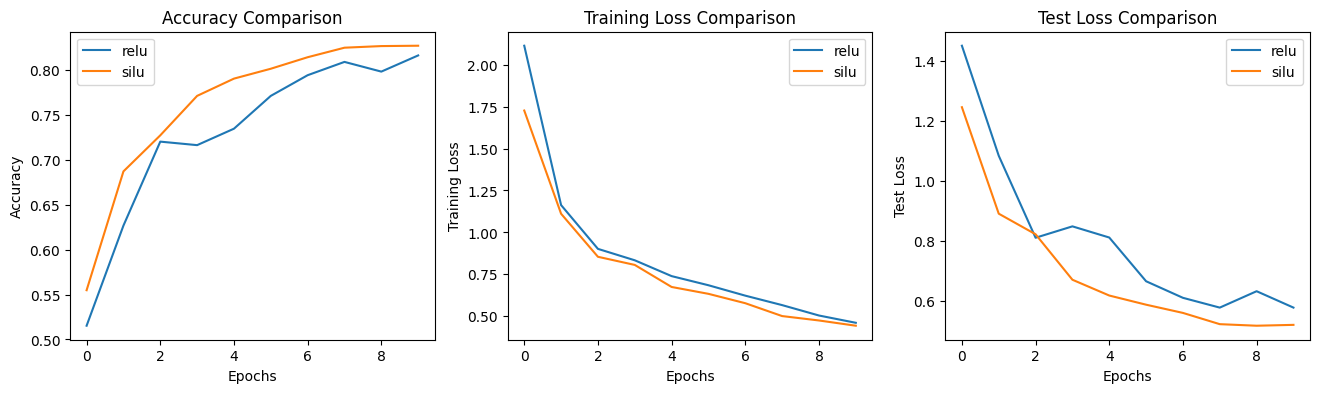 Accuracy Comparison
relu
silu
0.80
0.75
0.70
0.65
0.60
0.55
0.50
Accuracy
0 2 4 6 8
Epochs
Training Loss Comparison
relu
silu
2.00
1.75
1.50
1.25
1.00
0.75
0.50
Training Loss
0 2 4 6 8
Epochs
Test Loss Comparison
relu
silu
1.4
1.2
1.0
0.8
0.6
Test Loss
0 2 4 6 8
Epochs